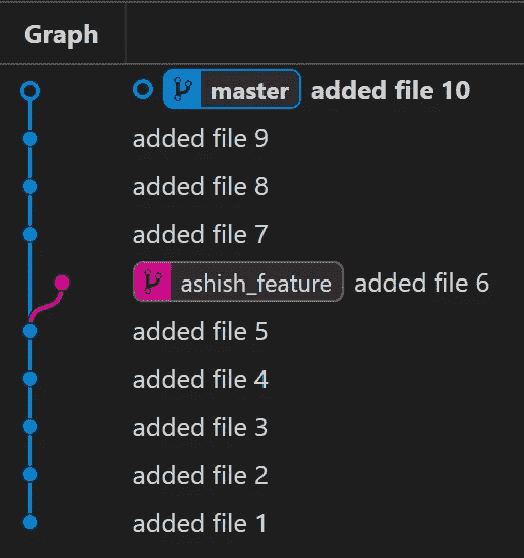 Graph
master added file 10
added file 9
added file 8
added file 7
ashish_feature added file 6
added file 5
added file 4
added file 3
added file 2
added file 1